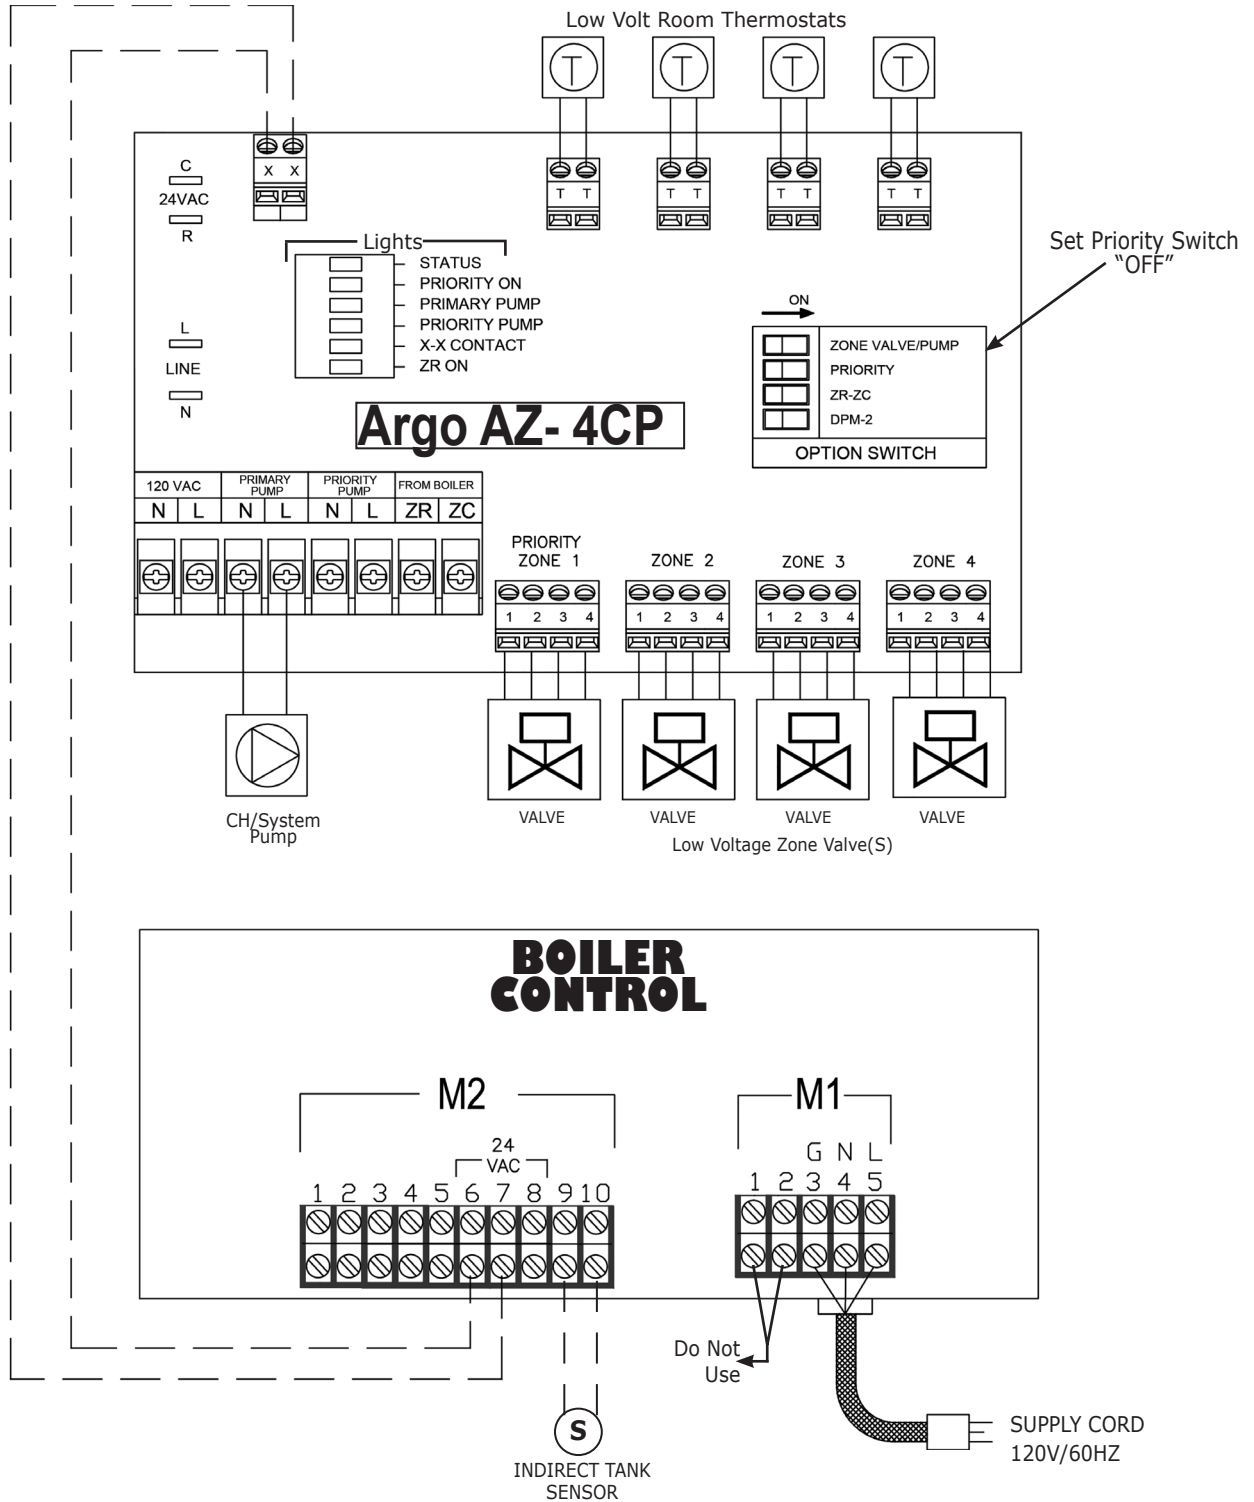 Low Volt Room Thermostats
T T T T
X X
T T T T T T T T
C
24VAC
R
Lights
STATUS
PRIORITY ON
PRIMARY PUMP
PRIORITY PUMP
X-X CONTACT
ZR ON
Set Priority Switch
“OFF”
ON
ZONE VALVE/PUMP
PRIORITY
ZR-ZC
DPM-2
OPTION SWITCH
L
LINE
N
Argo AZ- 4CP
120 VAC
PRIMARY
PUMP
PRIORITY
PUMP
FROM BOILER
N L N L N L ZR ZC
PRIORITY
ZONE 1
ZONE 2
ZONE 3
ZONE 4
1 2 3 4
1 2 3 4
1 2 3 4
1 2 3 4
CH/System
Pump
VALVE
VALVE
VALVE
VALVE
Low Voltage Zone Valve(S)
BOILER
CONTROL
M2
24
VAC
1 2 3 4 5 6 7 8 9 10
M1
G N L
1 2 3 4 5
Do Not
Use
S
INDIRECT TANK
SENSOR
SUPPLY CORD
120V/60HZ